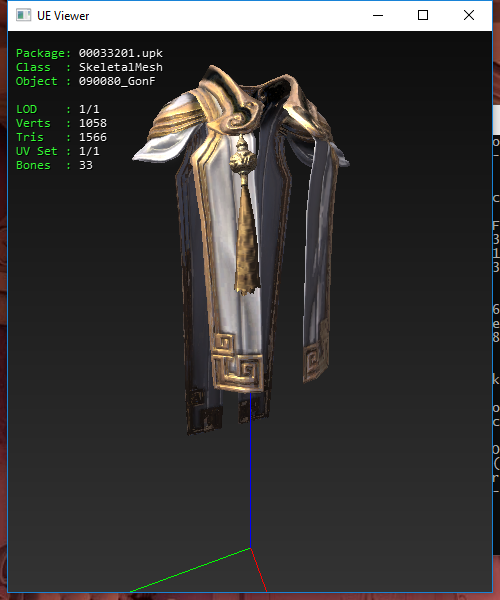 UE Viewer
Package: 00033201.upk
Class  : SkeletalMesh
Object : 090080_GonF
LOD    : 1/1
Verts  : 1058
Tris   : 1566
UV Set : 1/1
Bones  : 33